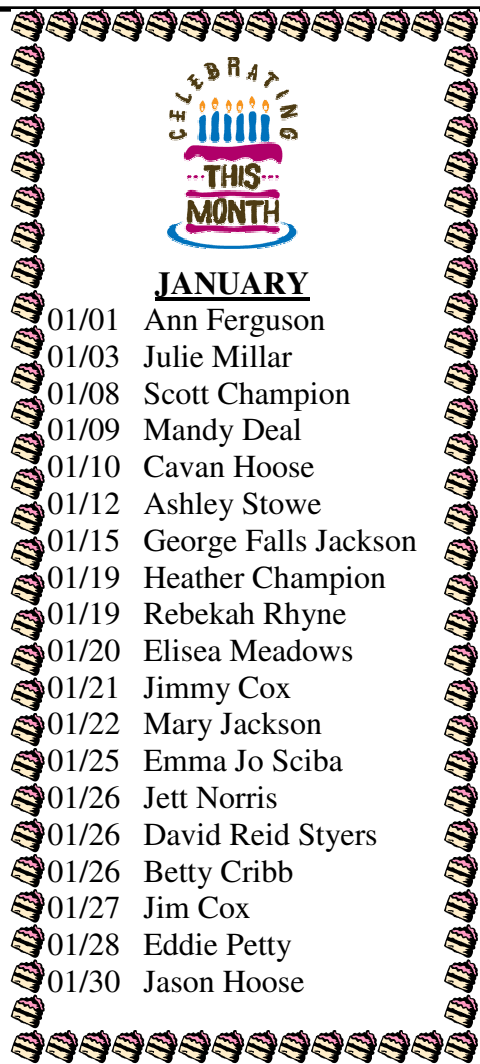 CELEBRATING
THIS
MONTH
JANUARY
01/01 Ann Ferguson
01/03 Julie Millar
01/08 Scott Champion
01/09 Mandy Deal
01/10 Cavan Hoose
01/12 Ashley Stowe
01/15 George Falls Jackson
01/19 Heather Champion
01/19 Rebekah Rhyne
01/20 Elisea Meadows
01/21 Jimmy Cox
01/22 Mary Jackson
01/25 Emma Jo Sciba
01/26 Jett Norris
01/26 David Reid Styers
01/26 Betty Cribb
01/27 Jim Cox
01/28 Eddie Petty
01/30 Jason Hoose